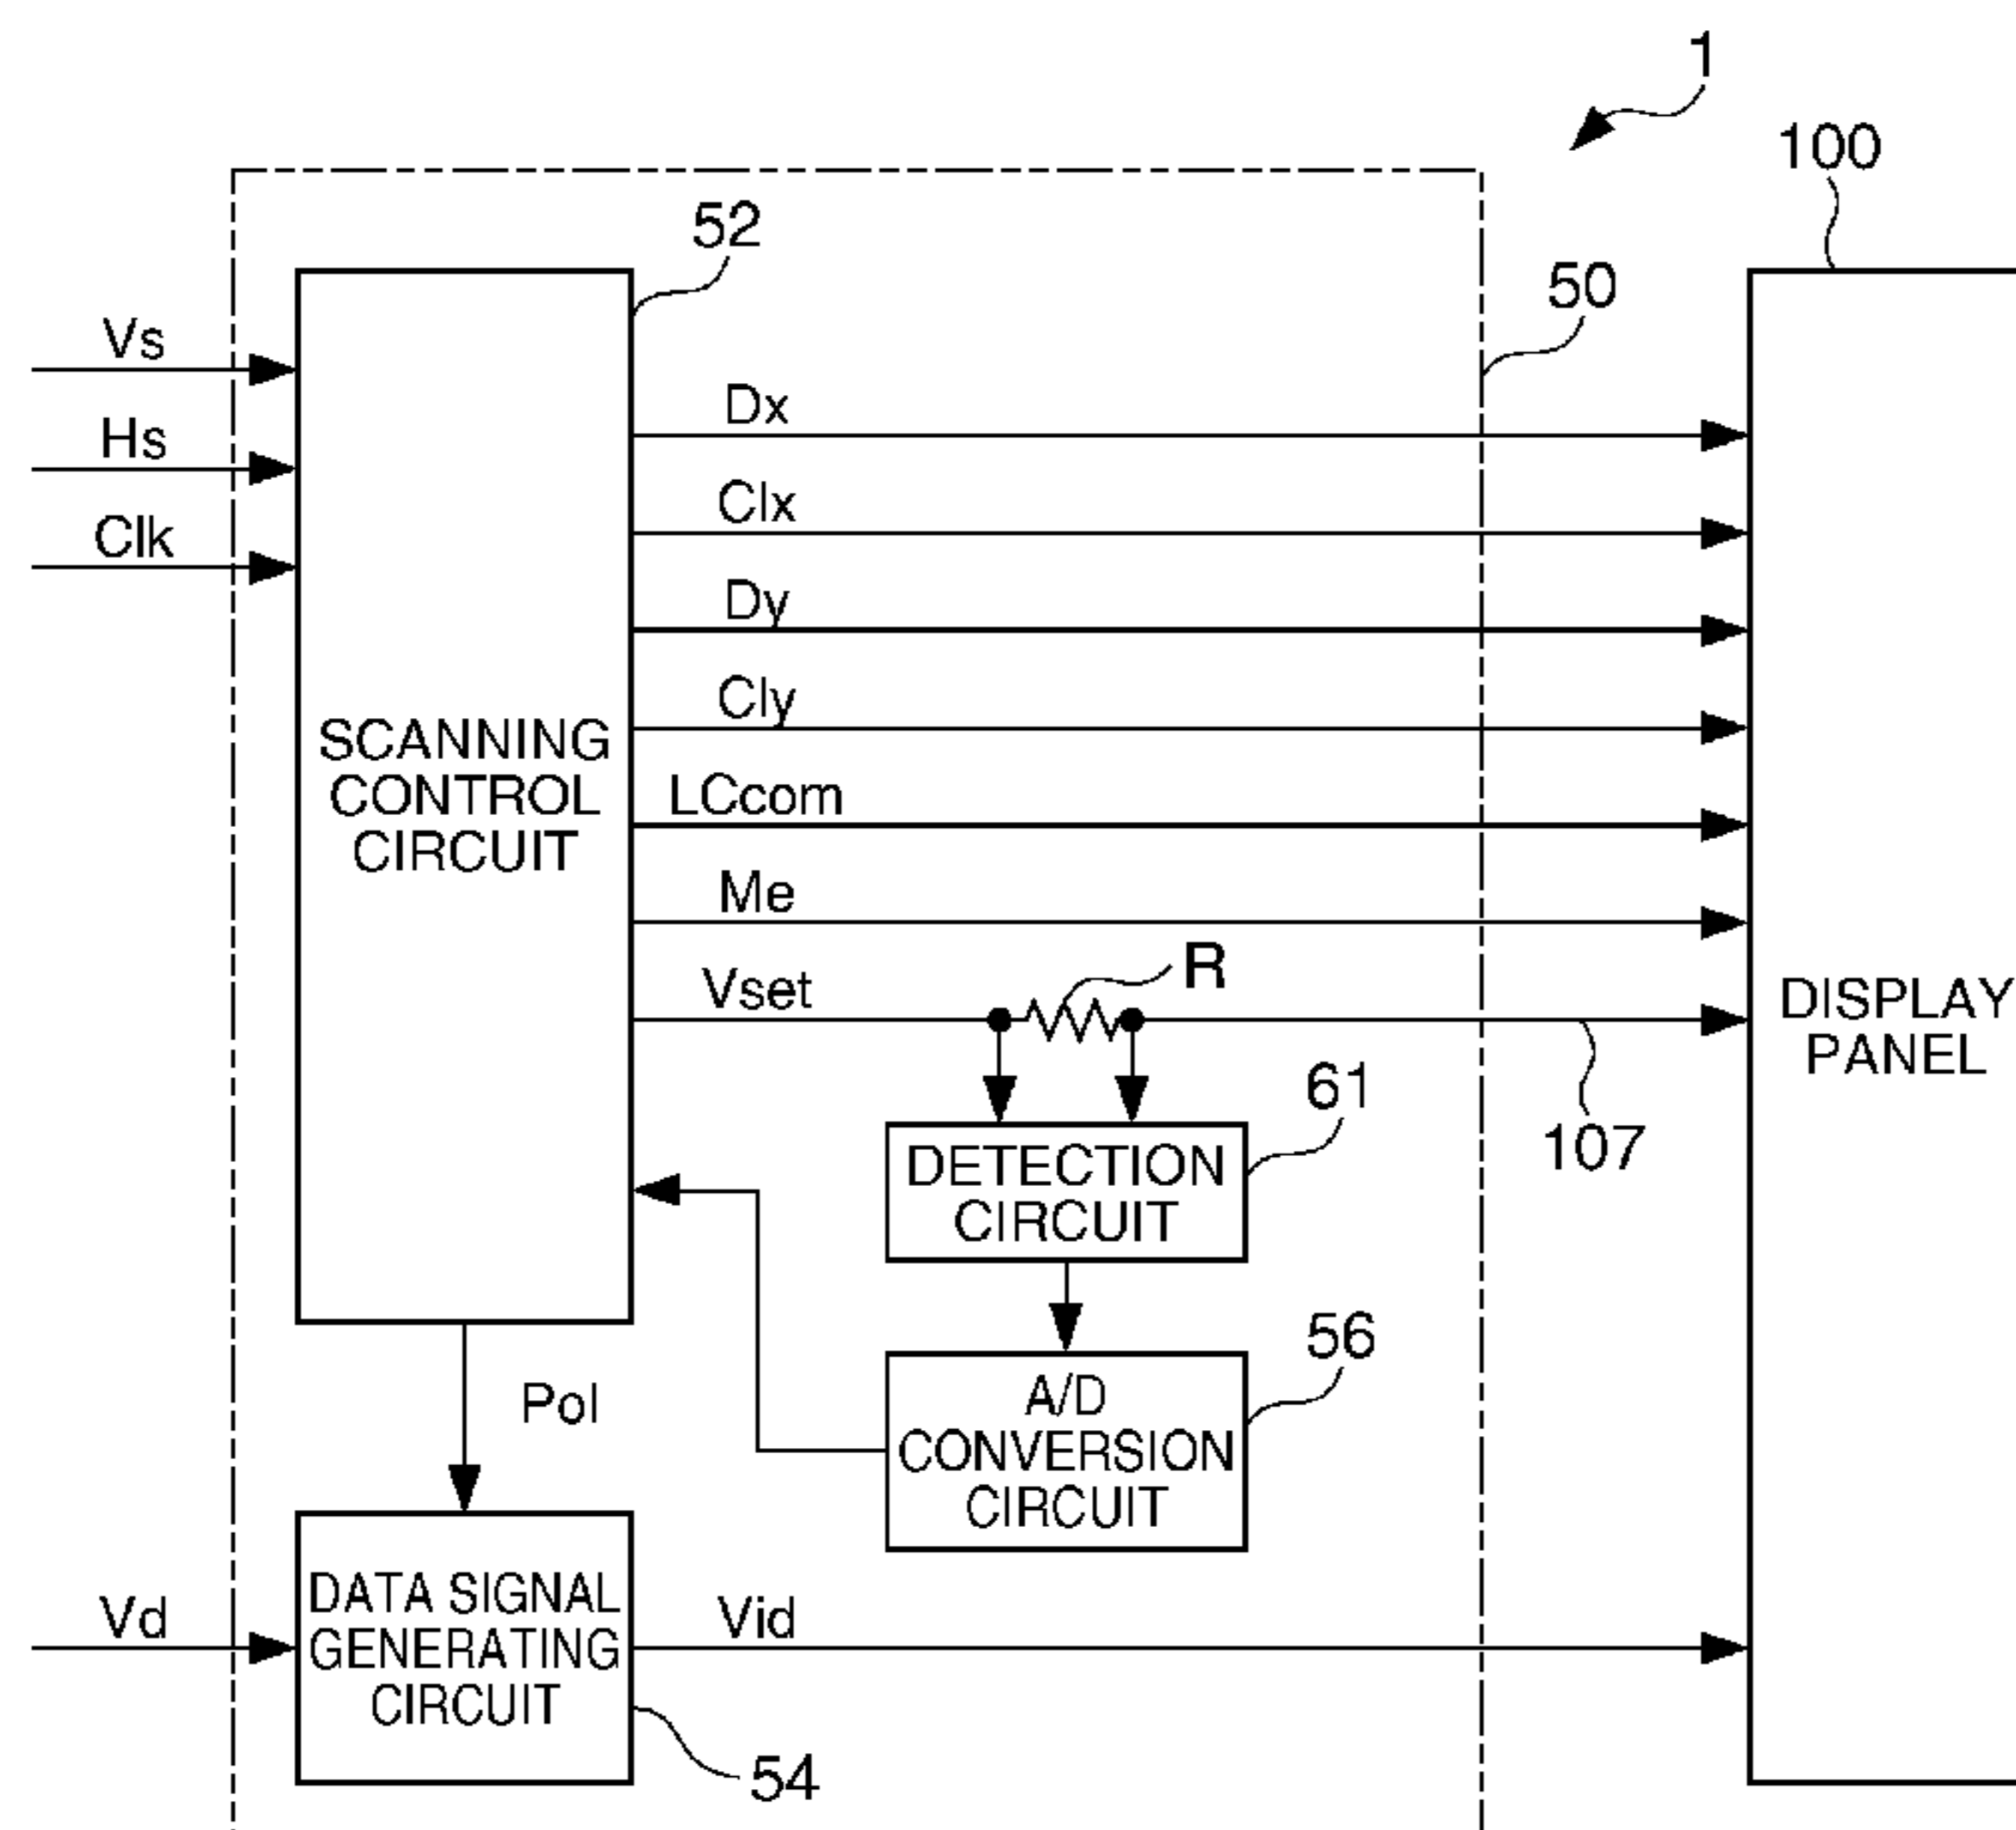 1
100
52
50
Vs
Hs
Clk
Dx
Clx
Dy
Cly
LCcom
Me
Vset
R
SCANNING
CONTROL
CIRCUIT
DISPLAY
PANEL
107
61
DETECTION
CIRCUIT
56
A/D
CONVERSION
CIRCUIT
Pol
Vd
DATA SIGNAL
GENERATING
CIRCUIT
Vid
54